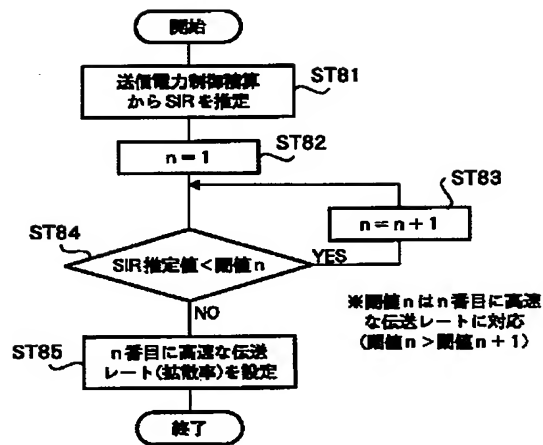 開始
送信電力制御積算
からSIRを推定
ST81
n=1
ST82
ST83
n=n+1
ST84
SIR推定値<閾値n
YES
NO
※閾値nはn番目に高速
な伝送レートに対応
(閾値n>閾値n+1)
ST85
n番目に高速な伝送
レート(拡散率)を設定
終了